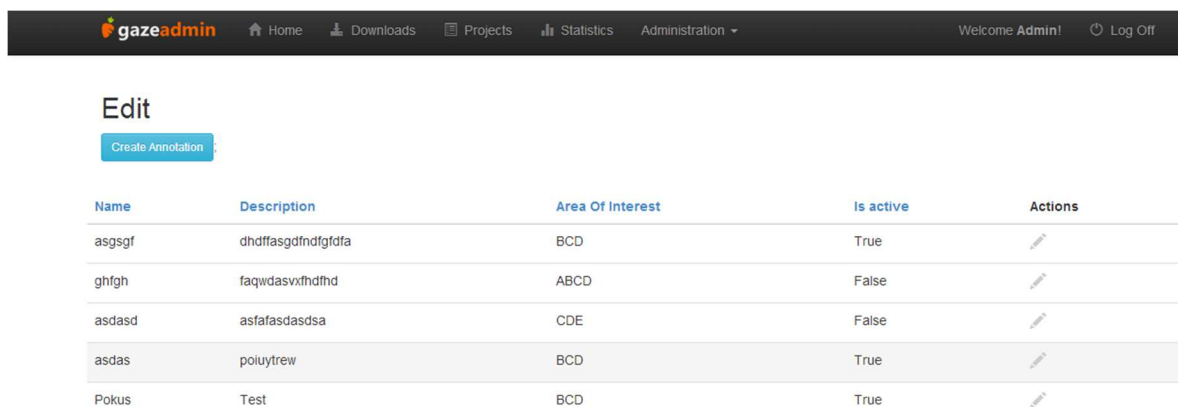 gazeadmin Home Downloads Projects Statistics Administration Welcome Admin! Log Off
Edit
Create Annotation ;
Name Description Area Of Interest Is active Actions
asgsgf dhdffasgdfndfgfdfa BCD True
ghfgh faqwdasvxfhdfhd ABCD False
asdasd asfafasdasdsa CDE False
asdas poiuytrew BCD True
Pokus Test BCD True